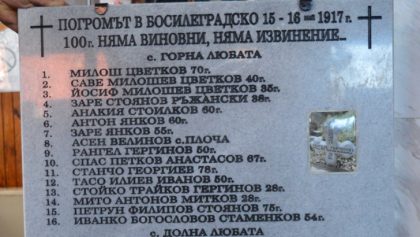 ПОГРОМЪТ В БОСИЛЕГРАДСКО 15 - 16 май 1917г.
100г. НЯМА ВИНОВНИ, НЯМА ИЗВИНЕНИЕ...
с. ГОРНА ЛЮБАТА
1. МИЛОШ ЦВЕТКОВ 70г.
2. САВЕ МИЛОШЕВ ЦВЕТКОВ 40г.
3. ЙОСИФ МИЛОШЕВ ЦВЕТКОВ 35г.
4. ЗАРЕ СТОЯНОВ РЪЖАНСКИ 38г.
5. АНАКИЯ СТОИЛКОВ 60г.
6. АНТОН ЯНКОВ 60г.
7. ЗАРЕ ЯНКОВ 55г.
8. АСЕН ВЕЛИНОВ с.ПЛОЧА
9. РАНГЕЛ ГЕРГИНОВ 50г.
10. СПАС ПЕТКОВ АНАСТАСОВ 67г.
11. СТАНЧО ГЕОРГИЕВ 78г.
12. ТАСО ИЛИЕВ ИВАНОВ 50г.
13. СТОЙКО ТРАЙКОВ ГЕРГИНОВ 28г.
14. МИТО АНТОНОВ МИТКОВ 28г.
15. ПЕТРУН ФИЛИПОВ СТОЯНОВ 75г.
16. ИВАНКО БОГОСЛОВОВ СТАМЕНКОВ 54г.
с. ДОЛНА ЛЮБАТА